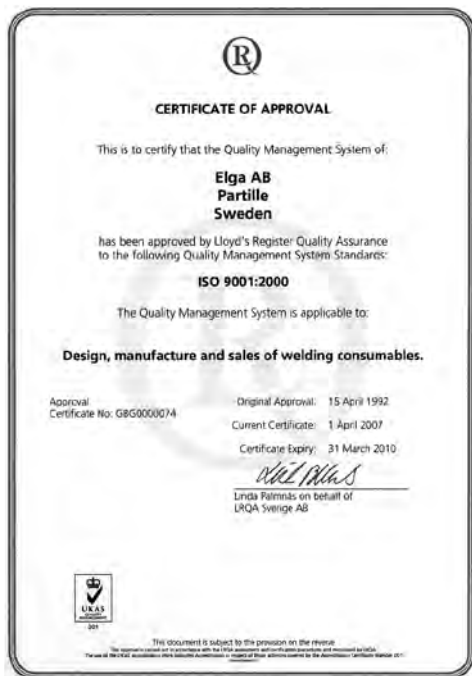 R
CERTIFICATE OF APPROVAL
This is to certify that the Quality Management System of:
Elga AB
Partille
Sweden
has been approved by Lloyd's Register Quality Assurance
to the following Quality Management System Standards:
ISO 9001:2000
The Quality Management System is applicable to:
Design, manufacture and sales of welding consumables.
Approval
Certificate No: GBG0000074
Original Approval: 15 April 1992
Current Certificate: 1 April 2007
Certificate Expiry: 31 March 2010
Linda Palmnäs on behalf of
LRQA Sverige AB
UKAS
QUALITY
MANAGEMENT
001
This document is subject to the provision on the reverse